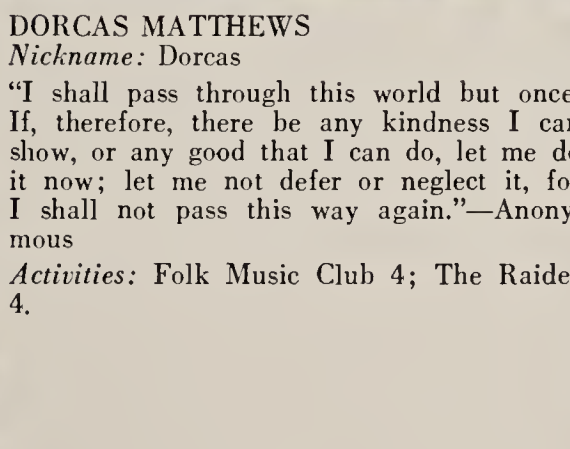 DORCAS MATTHEWS
Nickname: Dorcas
“I shall pass through this world but once
If, therefore, there be any kindness I can
show, or any good that I can do, let me do
it now; let me not defer or neglect it, fo
I shall not pass this way again.”—Anony
mous
Activities: Folk Music Club 4; The Raide
4.